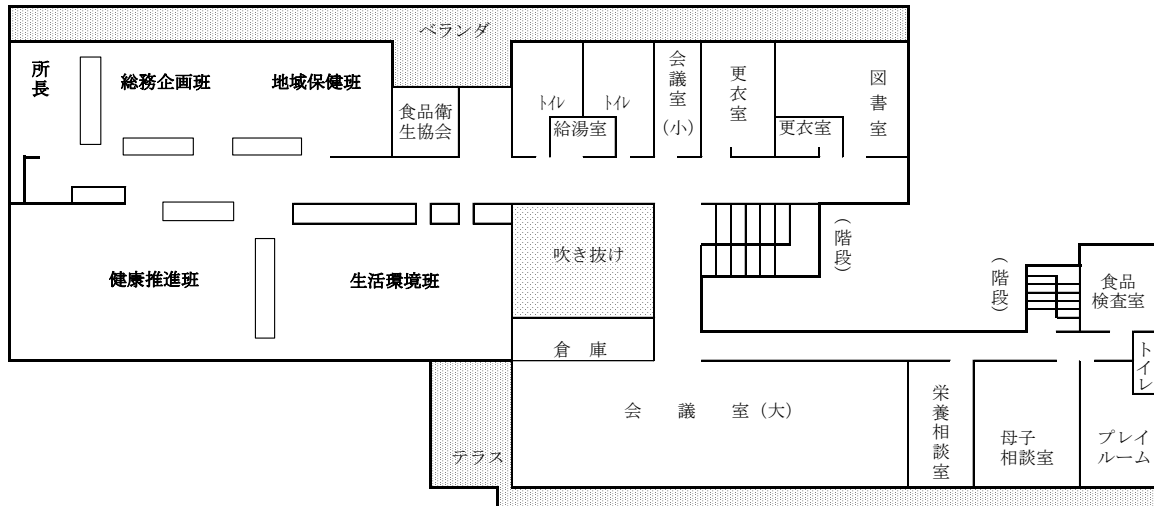 ベランダ
所長
総務企画班
地域保健班
食品衛
生協会
トイレ
トイレ
給湯室
会議室(小)
更衣室
更衣室
図書室
健康推進班
生活環境班
吹き抜け
倉 庫
(階段)
(階段)
食品
検査室
トイレ
会 議 室(大)
栄養相談室
母子
相談室
プレイ
ルーム
テラス